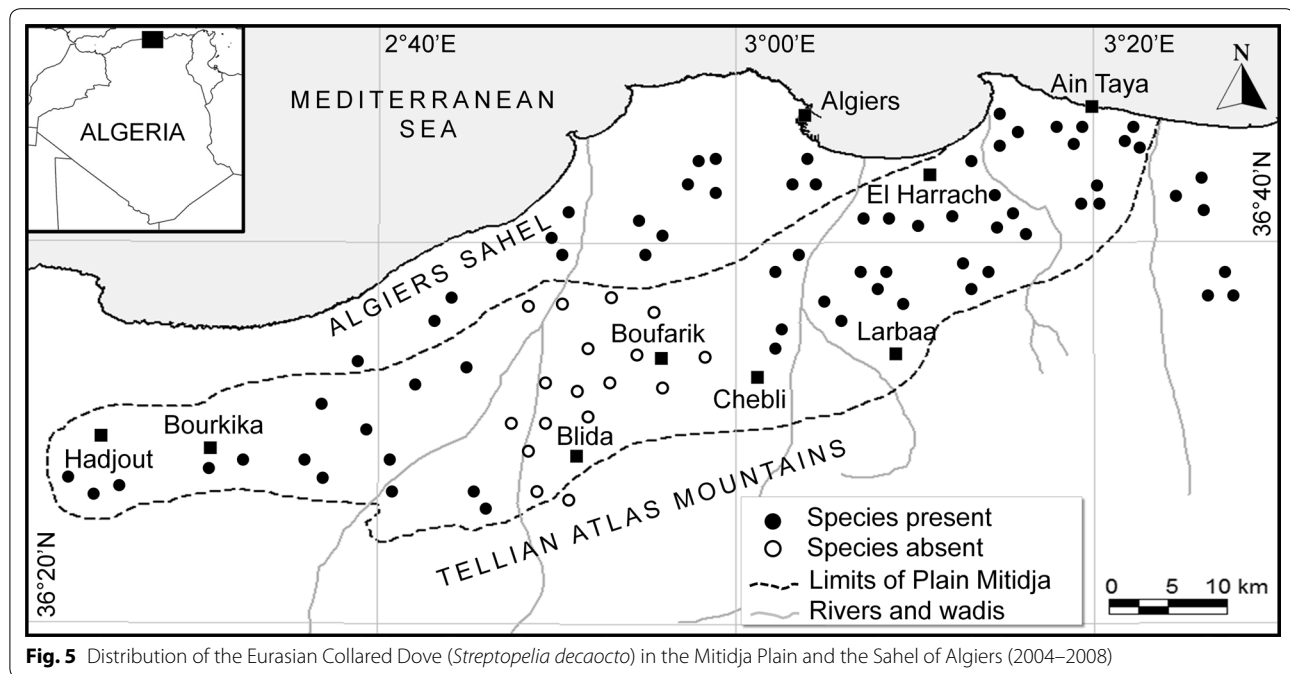 2°40'E
3°00'E
3°20'E
N
MEDITERRANEAN
SEA
ALGERIA
Algiers
Ain Taya
El Harrach
36°40'N
ALGIERS SAHEL
Boufarik
Larbaa
Chebli
Bourkika
Hadjout
Blida
TELLIAN ATLAS MOUNTAINS
36°20'N
Species present
Species absent
Limits of Plain Mitidja
Rivers and wadis
0 5 10 km
Fig. 5 Distribution of the Eurasian Collared Dove (Streptopelia decaocto) in the Mitidja Plain and the Sahel of Algiers (2004–2008)